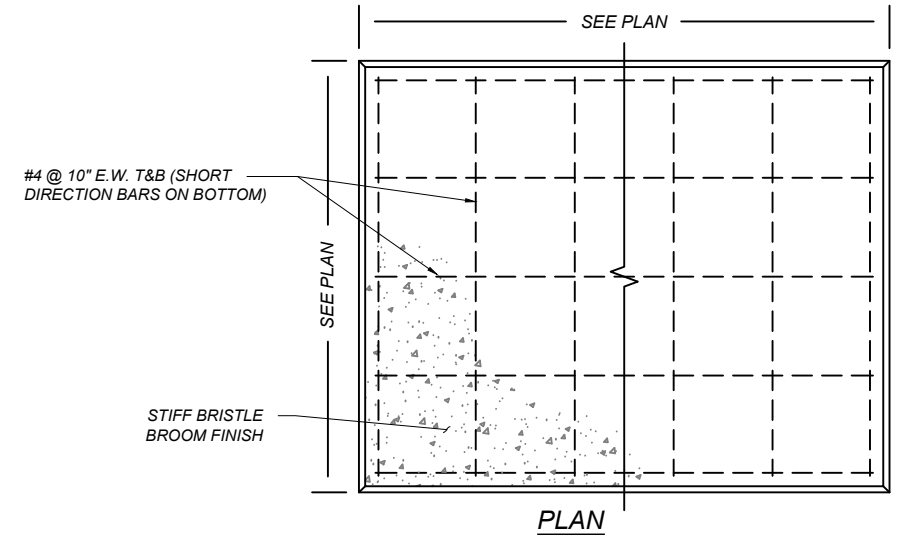 SEE PLAN
#4 @ 10" E.W. T&B (SHORT
DIRECTION BARS ON BOTTOM)
SEE PLAN
STIFF BRISTLE
BROOM FINISH
PLAN